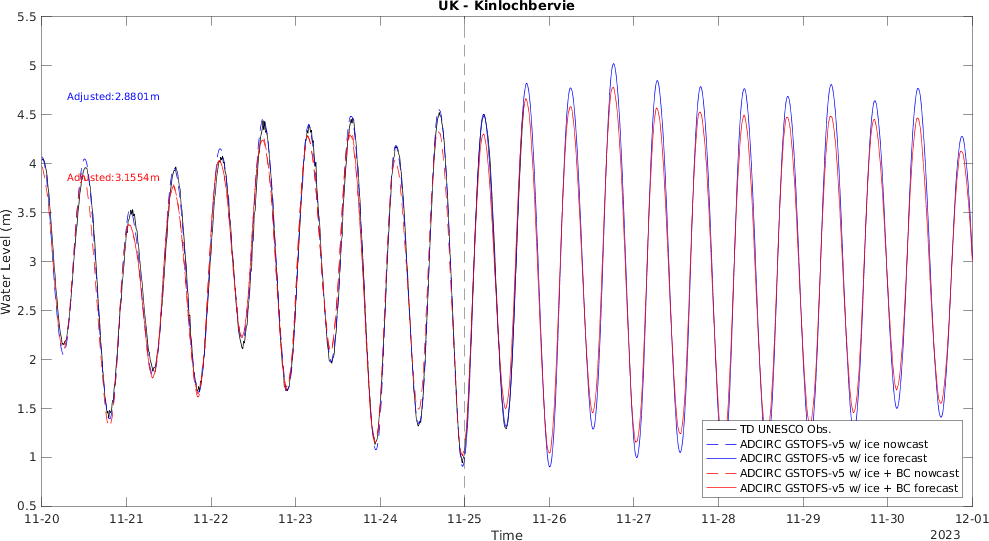 UK - Kinlochbervie
5.5
5
4.5
4
3.5
3
2.5
2
1.5
1
0.5
Water Level (m)
Adjusted:2.8801m
Adjusted:3.1554m
TD UNESCO Obs.
ADCIRC GSTOFS-v5 w/ ice nowcast
ADCIRC GSTOFS-v5 w/ ice forecast
ADCIRC GSTOFS-v5 w/ ice + BC nowcast
ADCIRC GSTOFS-v5 w/ ice + BC forecast
11-20 11-21 11-22 11-23 11-24 11-25 11-26 11-27 11-28 11-29 11-30 12-01
Time
2023